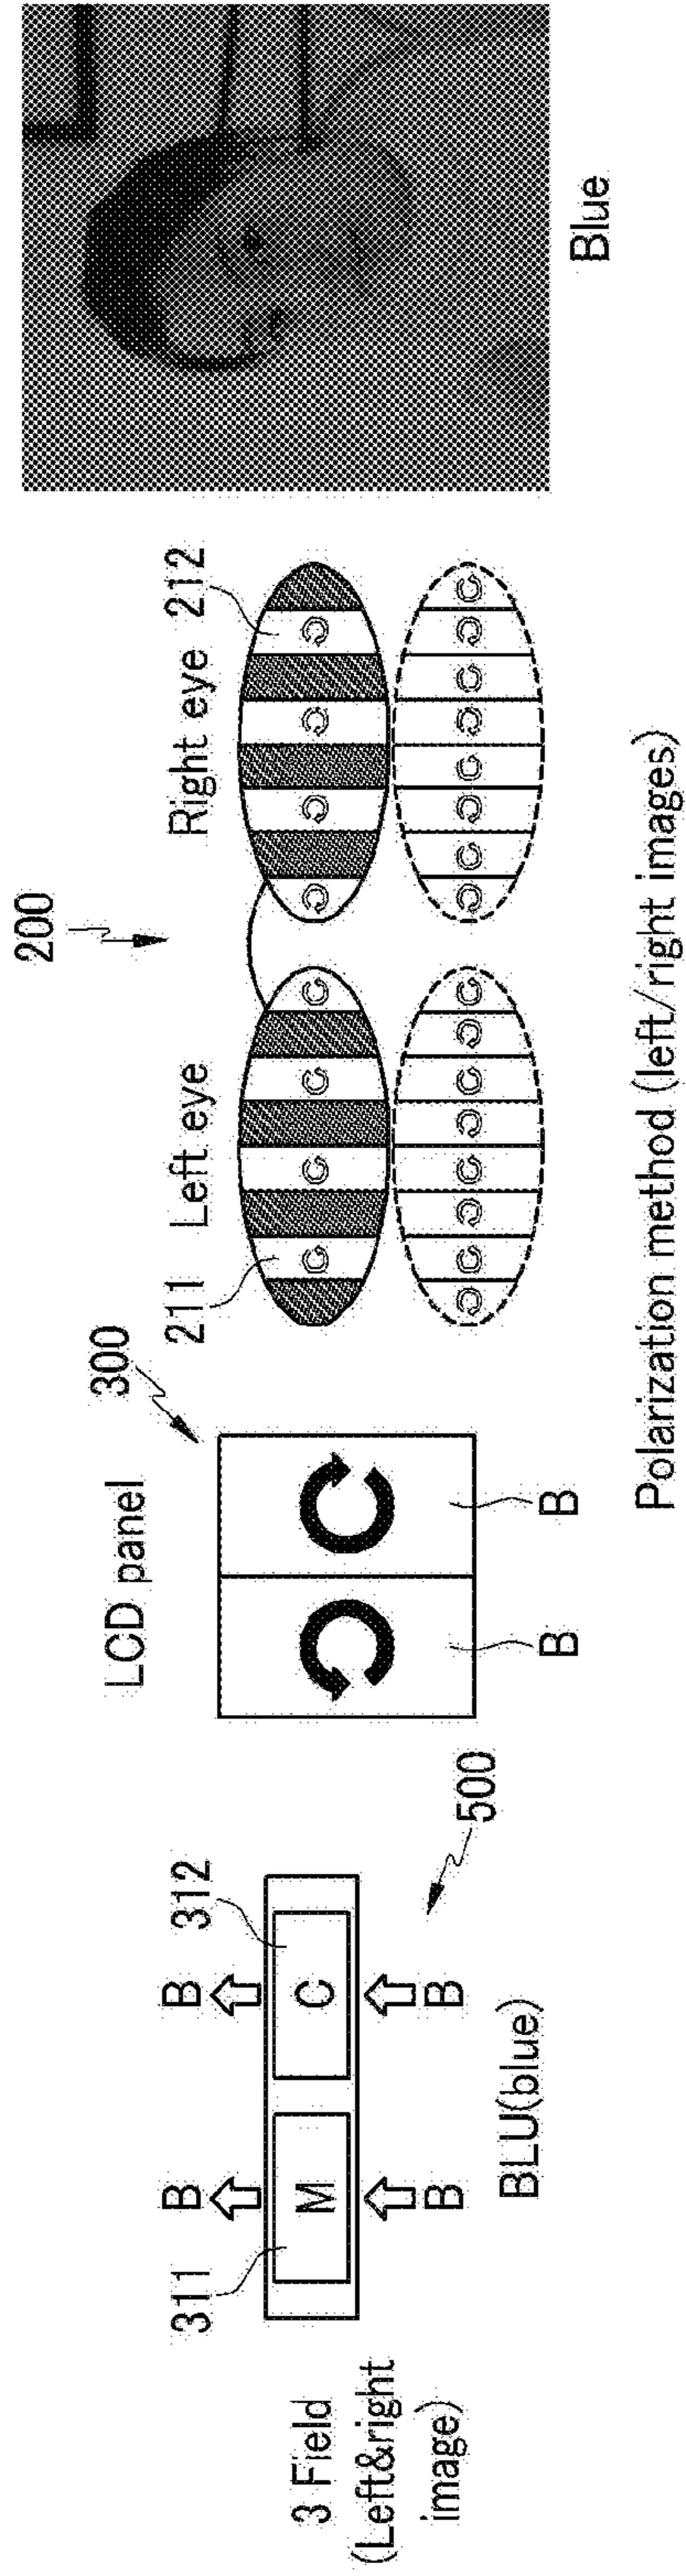 3 Field
(Left&right
image)
311
312
B
B
M
C
B
B
BLU(blue)
500
LCD panel
300
B
B
200
211
Left eye
Right eye
212
Polarization method (left/right images)
Blue